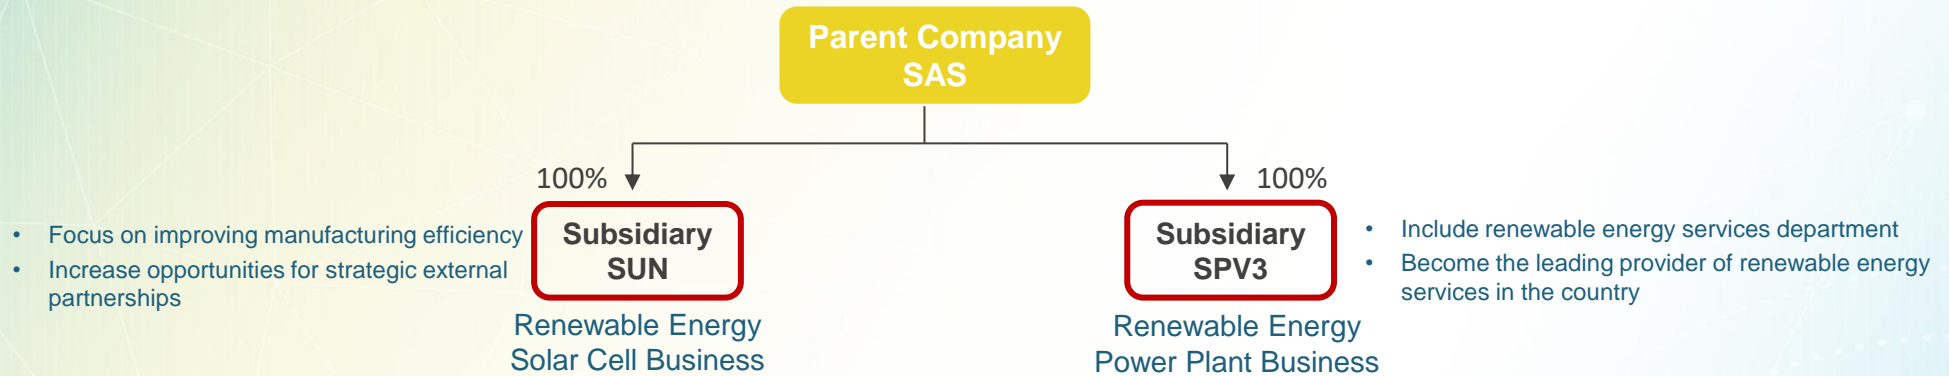 Parent Company
SAS
100%
100%
• Focus on improving manufacturing efficiency
• Increase opportunities for strategic external
partnerships
Subsidiary
SUN
Renewable Energy
Solar Cell Business
Subsidiary
SPV3
Renewable Energy
Power Plant Business
• Include renewable energy services department
• Become the leading provider of renewable energy
services in the country